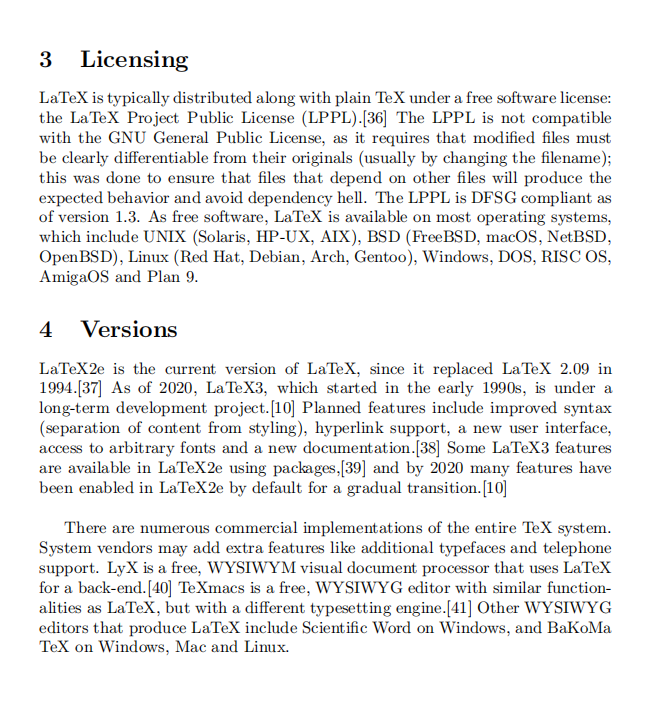 3 Licensing
LaTeX is typically distributed along with plain TeX under a free software license:
the LaTeX Project Public License (LPPL).[36] The LPPL is not compatible
with the GNU General Public License, as it requires that modified files must
be clearly differentiable from their originals (usually by changing the filename);
this was done to ensure that files that depend on other files will produce the
expected behavior and avoid dependency hell. The LPPL is DFSG compliant as
of version 1.3. As free software, LaTeX is available on most operating systems,
which include UNIX (Solaris, HP-UX, AIX), BSD (FreeBSD, macOS, NetBSD,
OpenBSD), Linux (Red Hat, Debian, Arch, Gentoo), Windows, DOS, RISC OS,
AmigaOS and Plan 9.
4 Versions
LaTeX2e is the current version of LaTeX, since it replaced LaTeX 2.09 in
1994.[37] As of 2020, LaTeX3, which started in the early 1990s, is under a
long-term development project.[10] Planned features include improved syntax
(separation of content from styling), hyperlink support, a new user interface,
access to arbitrary fonts and a new documentation.[38] Some LaTeX3 features
are available in LaTeX2e using packages,[39] and by 2020 many features have
been enabled in LaTeX2e by default for a gradual transition.[10]
There are numerous commercial implementations of the entire TeX system.
System vendors may add extra features like additional typefaces and telephone
support. LyX is a free, WYSIWYM visual document processor that uses LaTeX
for a back-end.[40] TeXmacs is a free, WYSIWYG editor with similar function-
alities as LaTeX, but with a different typesetting engine.[41] Other WYSIWYG
editors that produce LaTeX include Scientific Word on Windows, and BaKoMa
TeX on Windows, Mac and Linux.